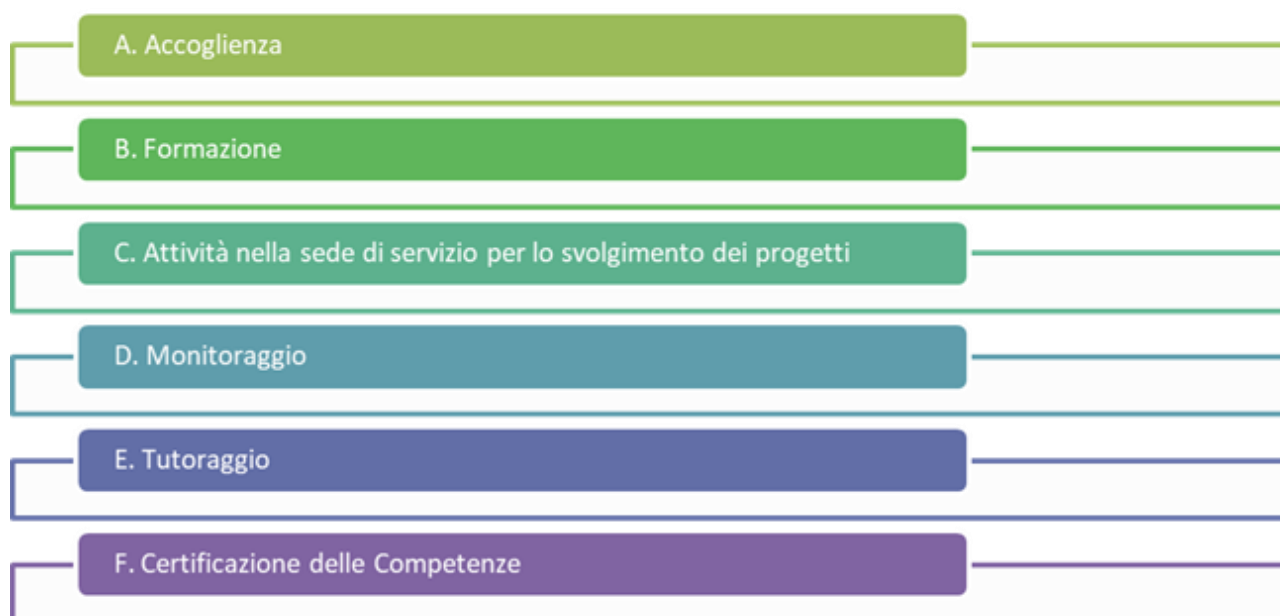 A. Accoglienza
B. Formazione
C. Attività nella sede di servizio per lo svolgimento dei progetti
D. Monitoraggio
E. Tutoraggio
F. Certificazione delle Competenze